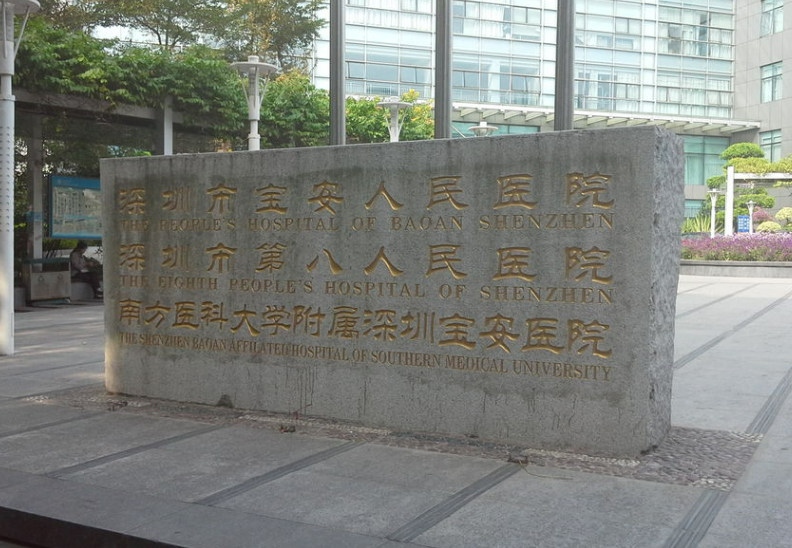 深圳市宝安人民医院
THE PEOPLE'S HOSPITAL OF BAOAN SHENZHEN
深圳市第八人民医院
THE EIGHTH PEOPLE'S HOSPITAL OF SHENZHEN
南方医科大学附属深圳宝安医院
THE SHENZHEN BAOAN AFFILIATED HOSPITAL OF SOUTHERN MEDICAL UNIVERSITY